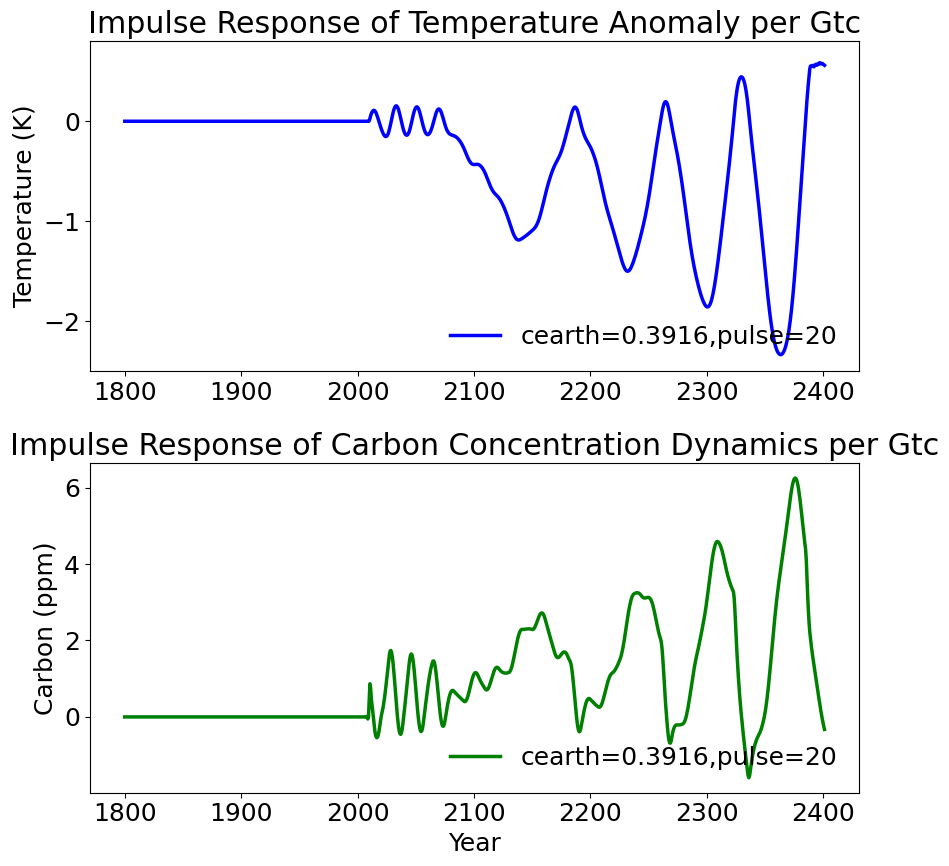 Impulse Response of Temperature Anomaly per Gtc
Temperature (K)
0
−1
−2
cearth=0.3916,pulse=20
1800 1900 2000 2100 2200 2300 2400
Impulse Response of Carbon Concentration Dynamics per Gtc
Carbon (ppm)
6
4
2
0
cearth=0.3916,pulse=20
1800 1900 2000 2100 2200 2300 2400
Year